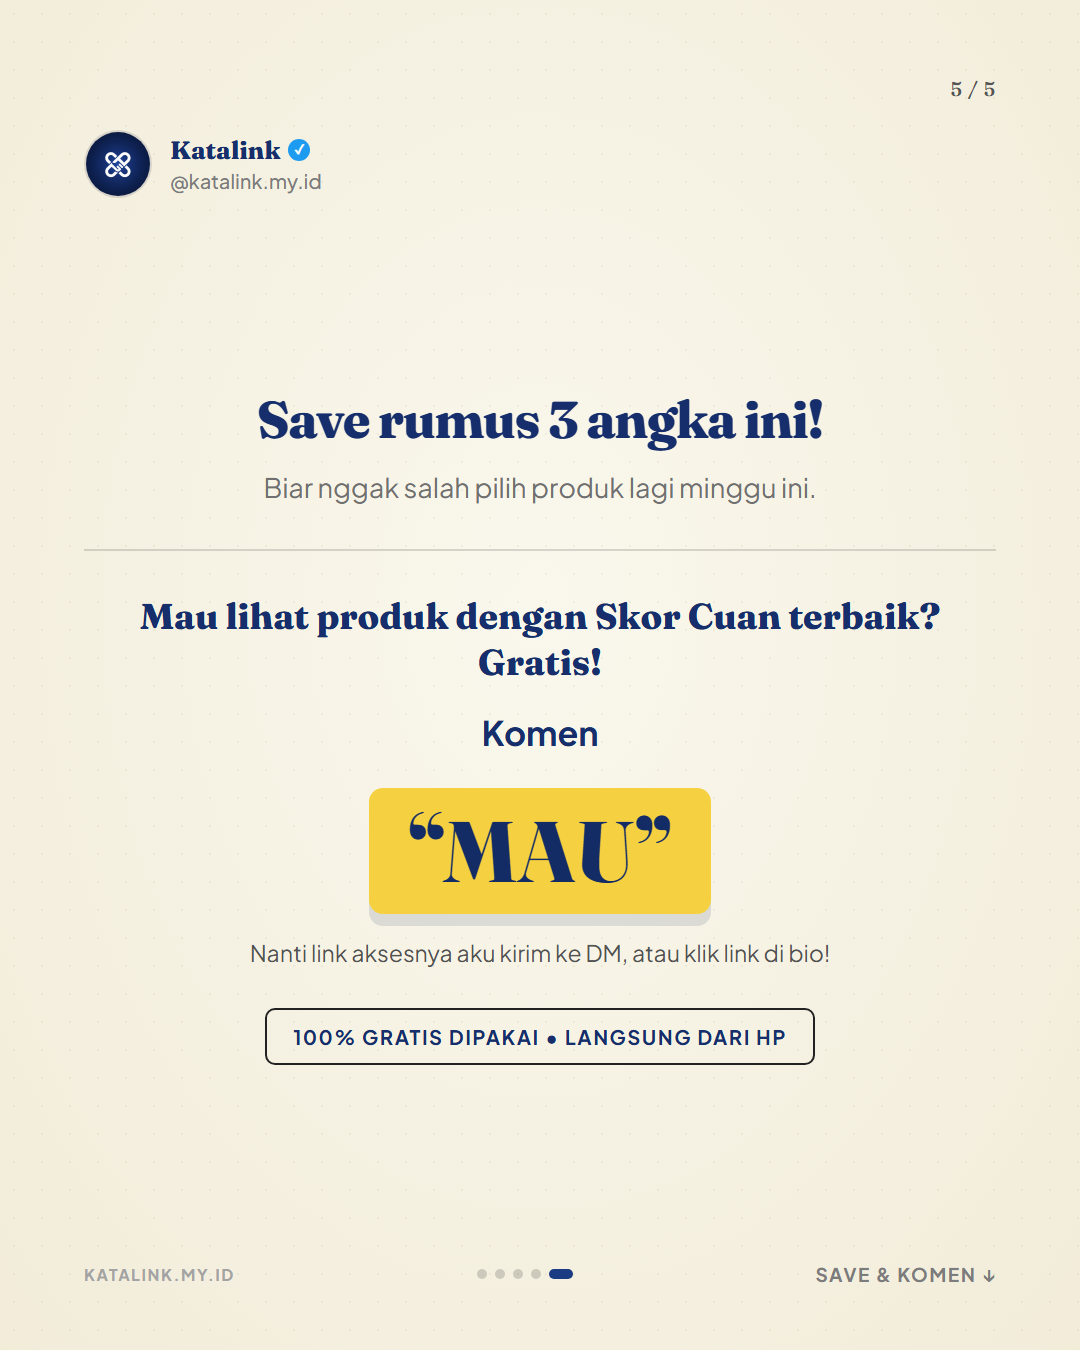 5 / 5
Katalink
@katalink.my.id
Save rumus 3 angka ini!
Biar nggak salah pilih produk lagi minggu ini.
Mau lihat produk dengan Skor Cuan terbaik?
Gratis!
Komen
“MAU”
Nanti link aksesnya aku kirim ke DM, atau klik link di bio!
100% GRATIS DIPAKAI • LANGSUNG DARI HP
KATALINK.MY.ID
SAVE & KOMEN ↓